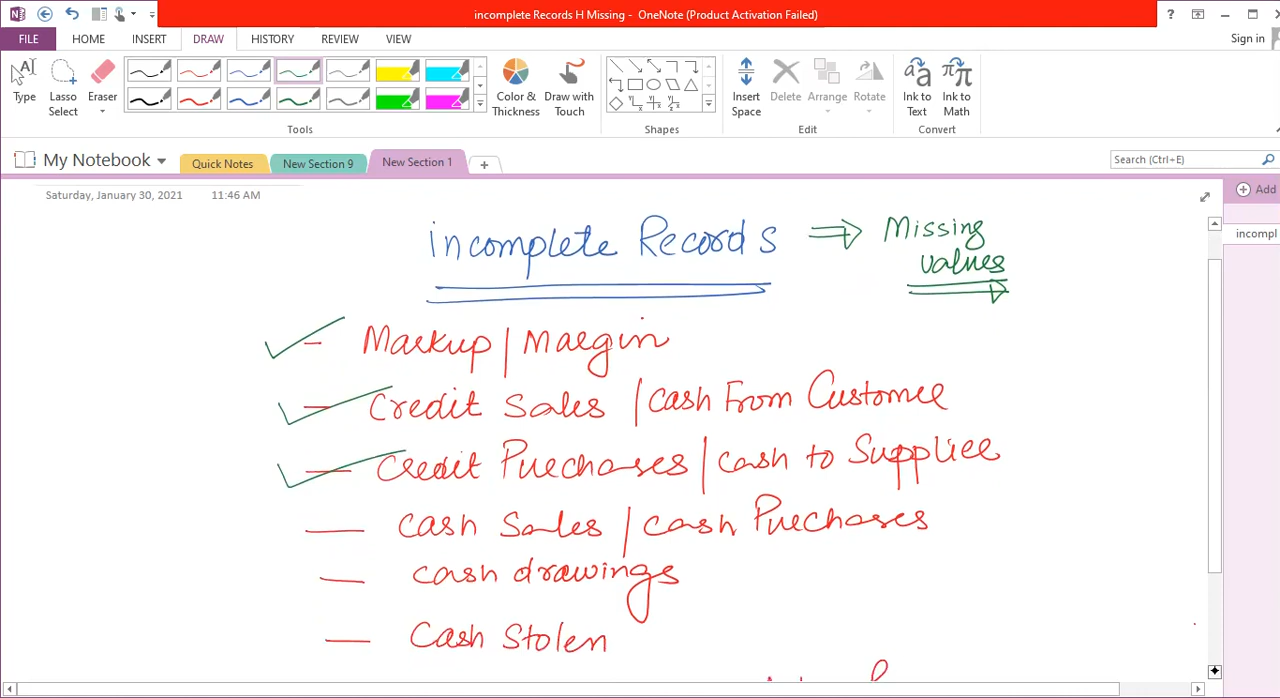 incomplete Records H Missing - OneNote (Product Activation Failed)
?
FILE HOME INSERT DRAW HISTORY REVIEW VIEW
Sign in
Type
Lasso Select
Eraser
Color & Thickness
Draw with Touch
Insert Space
Delete
Arrange
Rotate
Ink to Text
Ink to Math
Tools
Shapes
Edit
Convert
My Notebook
Quick Notes
New Section 9
New Section 1
Search (Ctrl+E)
Saturday, January 30, 2021 11:46 AM
Add
incompl
incomplete Records ⇒ Missing
values
- Markup | Margin
- Credit Sales | Cash From Customer
- Credit Purchases | Cash to Supplier
- Cash Sales | Cash Purchases
- Cash drawings
- Cash Stolen